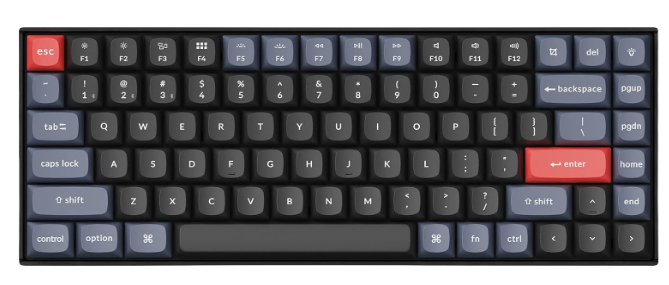 esc F1 F2 F3 F4 F5 F6 F7 F8 F9 F10 F11 F12 del
~ ! @ # $ % ^ & * ( ) — +
` 1 2 3 4 5 6 7 8 9 0 - = ← backspace pgup
tab Q W E R T Y U I O P { } | pgdn
[ ] \
caps lock A S D F G H J K L : " ↵ enter home
; '
⇧ shift Z X C V B N M < > ? ⇧ shift ^ end
, . /
control option ⌘ ⌘ fn ctrl < ⌄ >